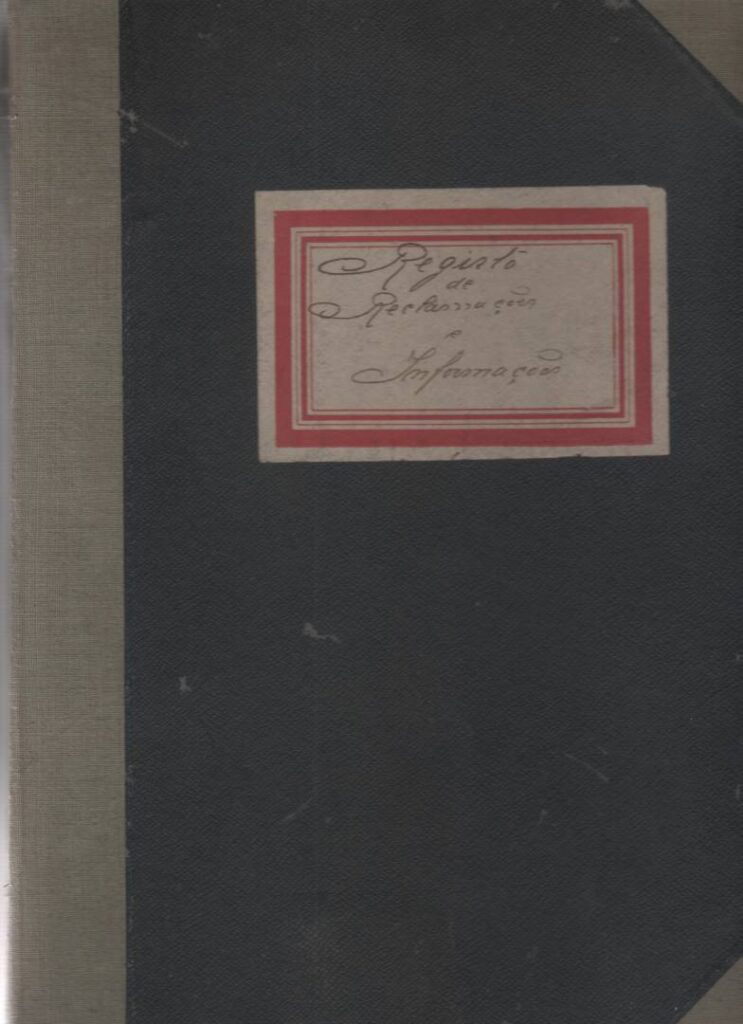 Registo
de
Reclamações
e
Informações